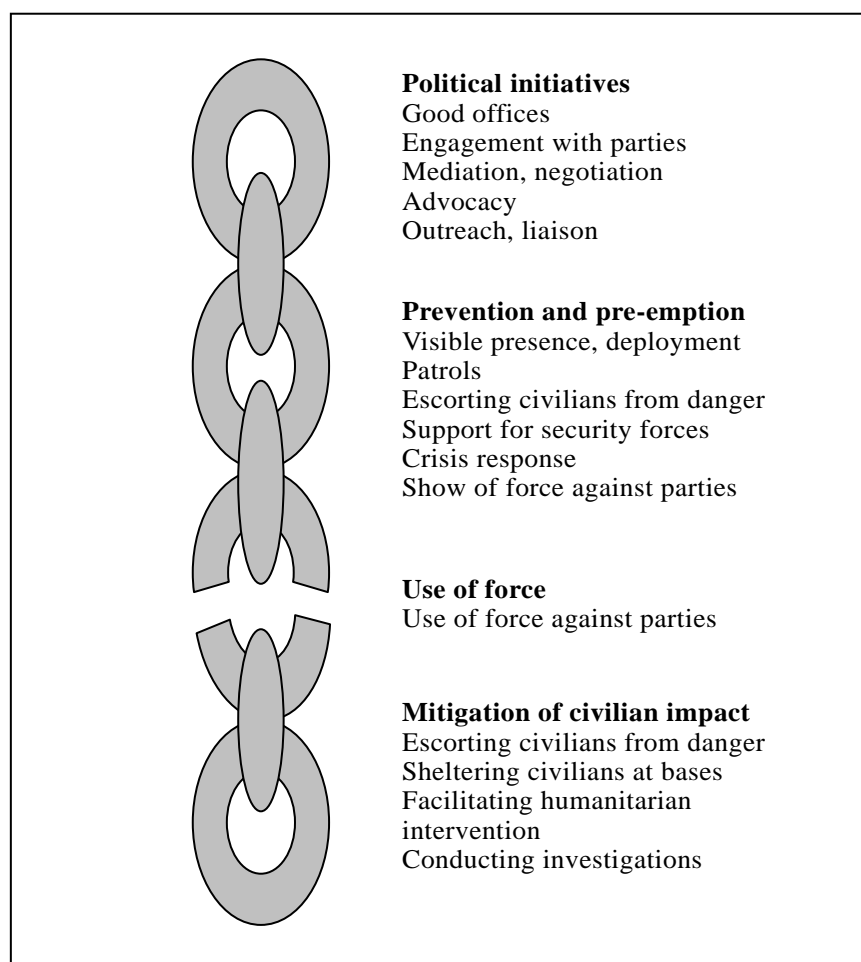 Political initiatives
Good offices
Engagement with parties
Mediation, negotiation
Advocacy
Outreach, liaison
Prevention and pre-emption
Visible presence, deployment
Patrols
Escorting civilians from danger
Support for security forces
Crisis response
Show of force against parties
Use of force
Use of force against parties
Mitigation of civilian impact
Escorting civilians from danger
Sheltering civilians at bases
Facilitating humanitarian
intervention
Conducting investigations